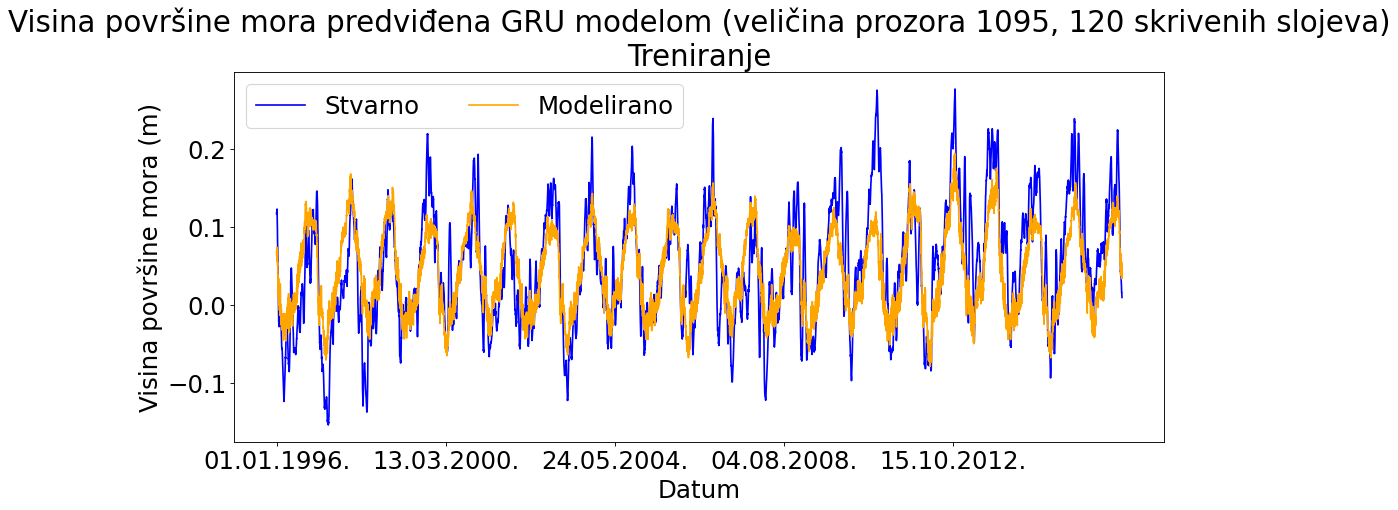 Visina površine mora predviđena GRU modelom (veličina prozora 1095, 120 skrivenih slojeva)
Treniranje
Stvarno
Modelirano
Visina površine mora (m)
0.2
0.1
0.0
−0.1
01.01.1996.
13.03.2000.
24.05.2004.
04.08.2008.
15.10.2012.
Datum